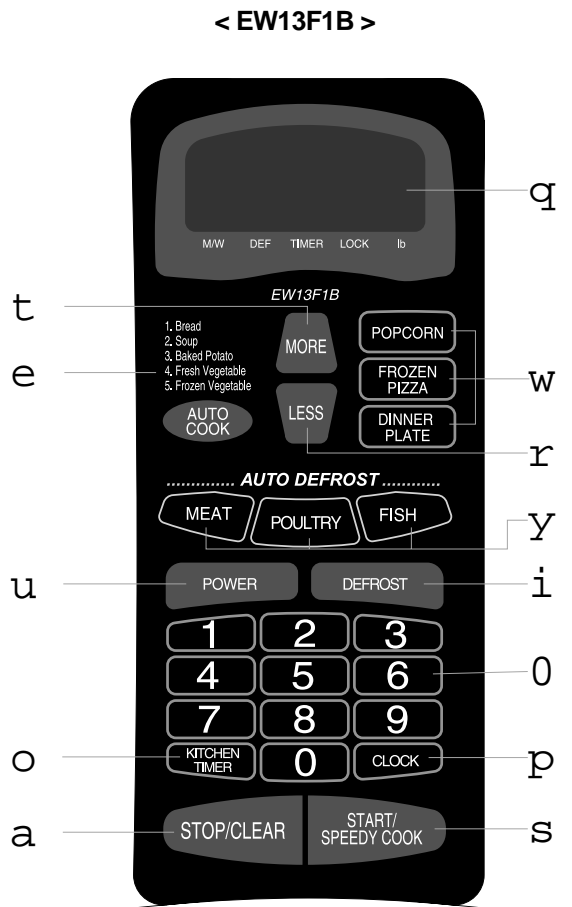 < EW13F1B >
q
M/W DEF TIMER LOCK lb
EW13F1B
t
e
1. Bread
2. Soup
3. Baked Potato
4. Fresh Vegetable
5. Frozen Vegetable
AUTO
COOK
MORE
LESS
POPCORN
FROZEN
PIZZA
DINNER
PLATE
w
r
............. AUTO DEFROST ...........
MEAT POULTRY FISH
y
u POWER DEFROST i
1 2 3
4 5 6 0
7 8 9
o KITCHEN
TIMER 0 CLOCK p
a STOP/CLEAR START/
SPEEDY COOK s